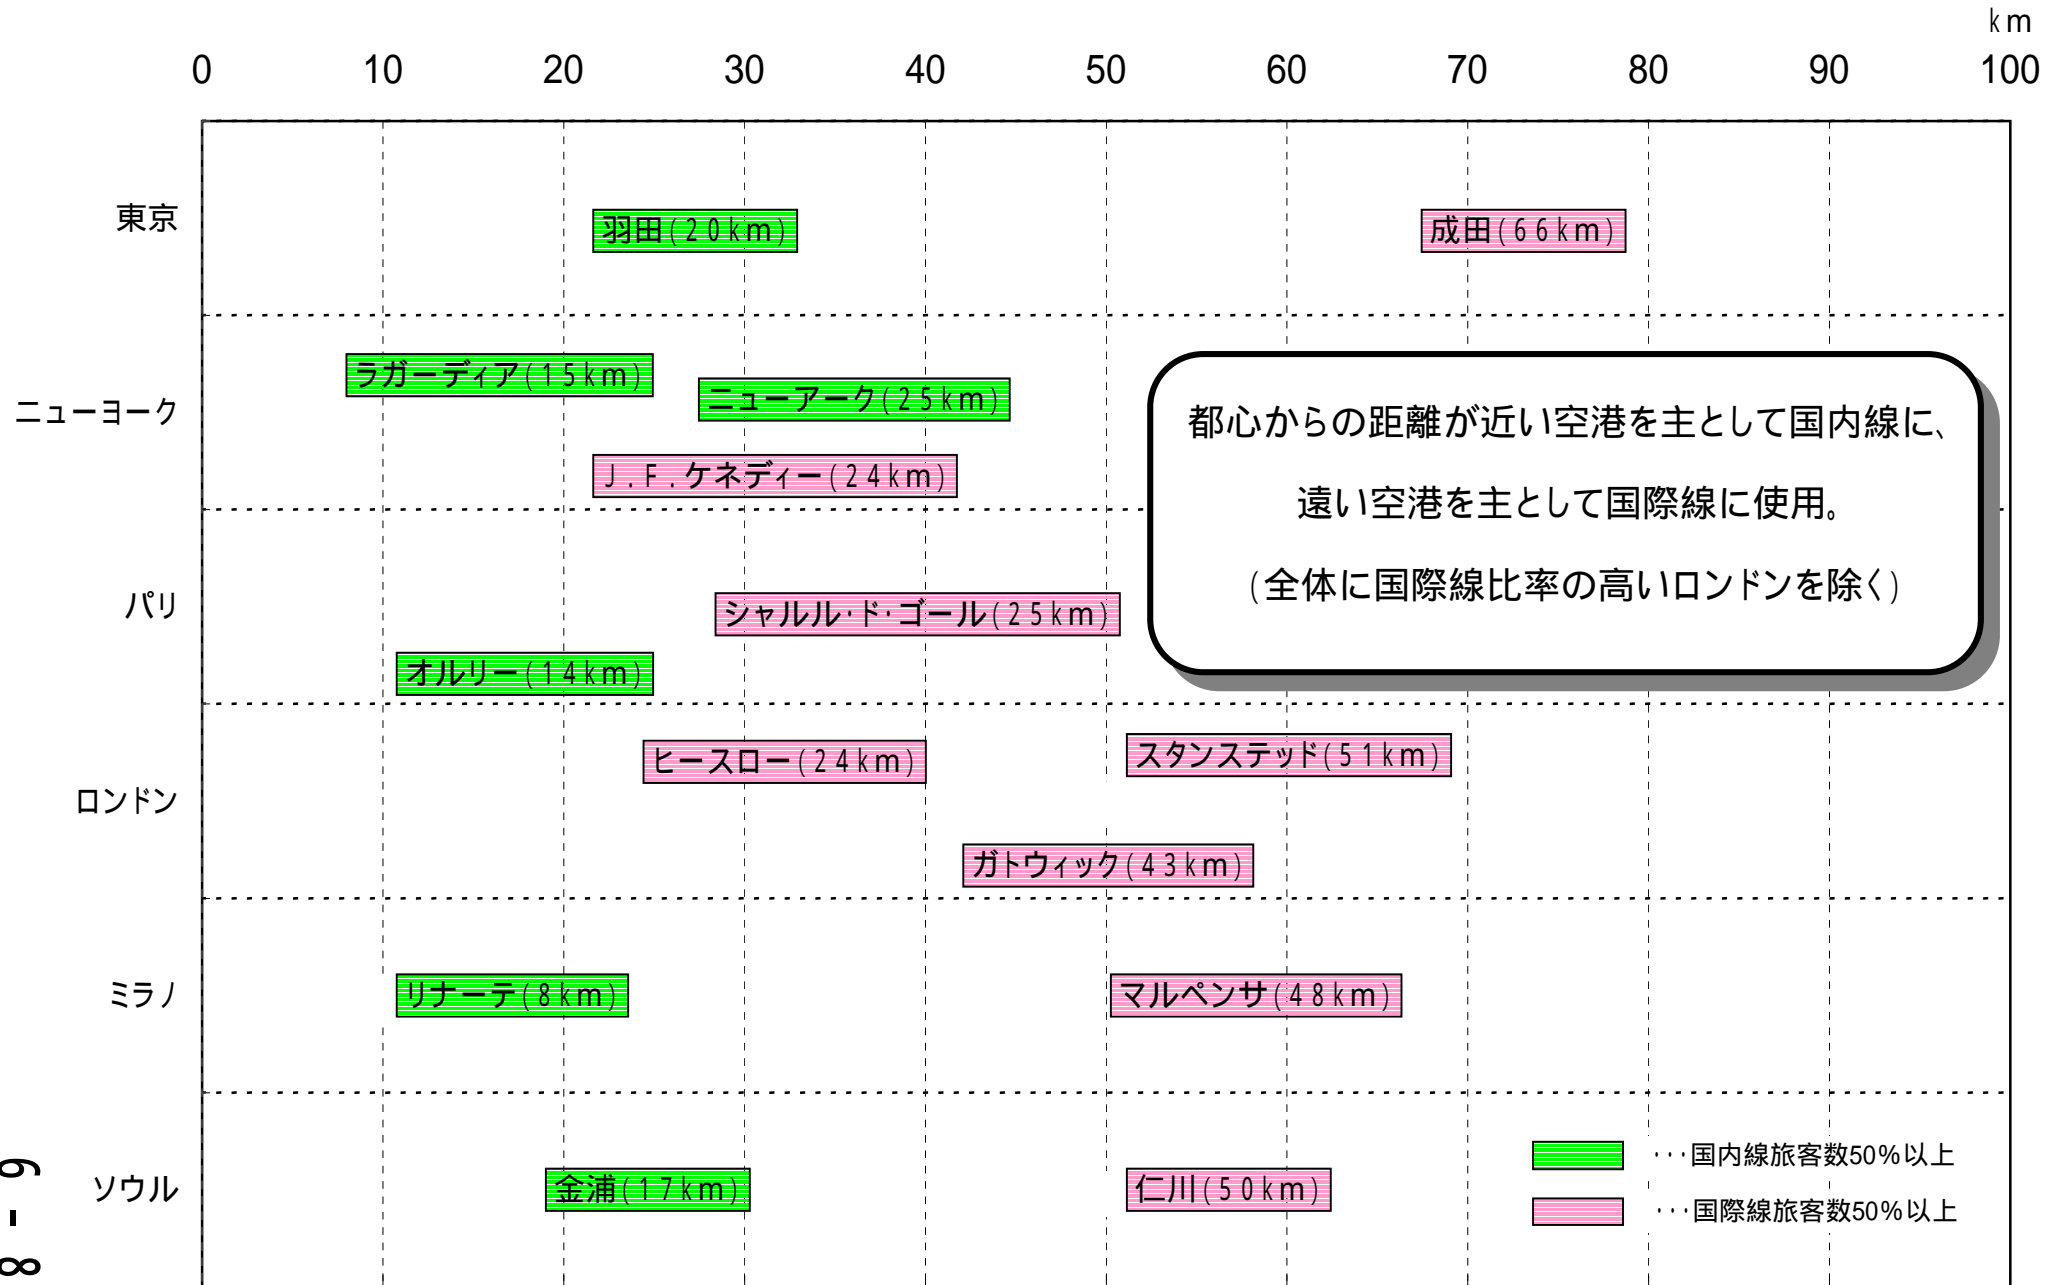 km
0 10 20 30 40 50 60 70 80 90 100
東京
羽田(20km)
成田(66km)
ニューヨーク
ラガーディア(15km)
ニューアーク(25km)
J.F.ケネディー(24km)
都心からの距離が近い空港を主として国内線に、
遠い空港を主として国際線に使用。
(全体に国際線比率の高いロンドンを除く)
パリ
シャルル・ド・ゴール(25km)
オルリー(14km)
ロンドン
ヒースロー(24km)
スタンステッド(51km)
ガトウィック(43km)
ミラノ
リナーテ(8km)
マルペンサ(48km)
ソウル
金浦(17km)
仁川(50km)
・・・国内線旅客数50%以上
・・・国際線旅客数50%以上
6-8